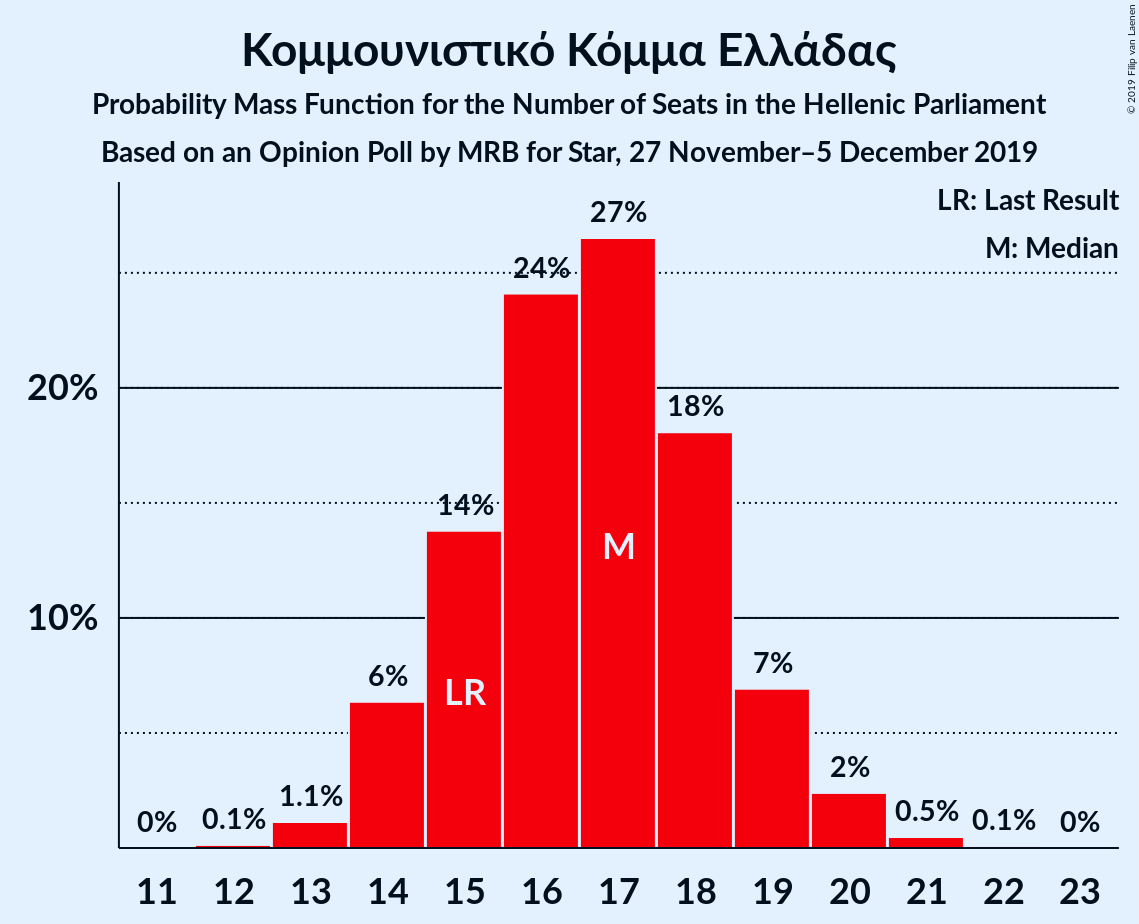 Κομμουνιστικό Κόμμα Ελλάδας
Probability Mass Function for the Number of Seats in the Hellenic Parliament
Based on an Opinion Poll by MRB for Star, 27 November–5 December 2019
© 2019 Filip van Laenen
LR: Last Result
M: Median
27%
24%
20%
18%
14%
M
10%
7%
6%
LR
2%
1.1%
0.5%
0% 0.1% 0.1% 0%
11 12 13 14 15 16 17 18 19 20 21 22 23